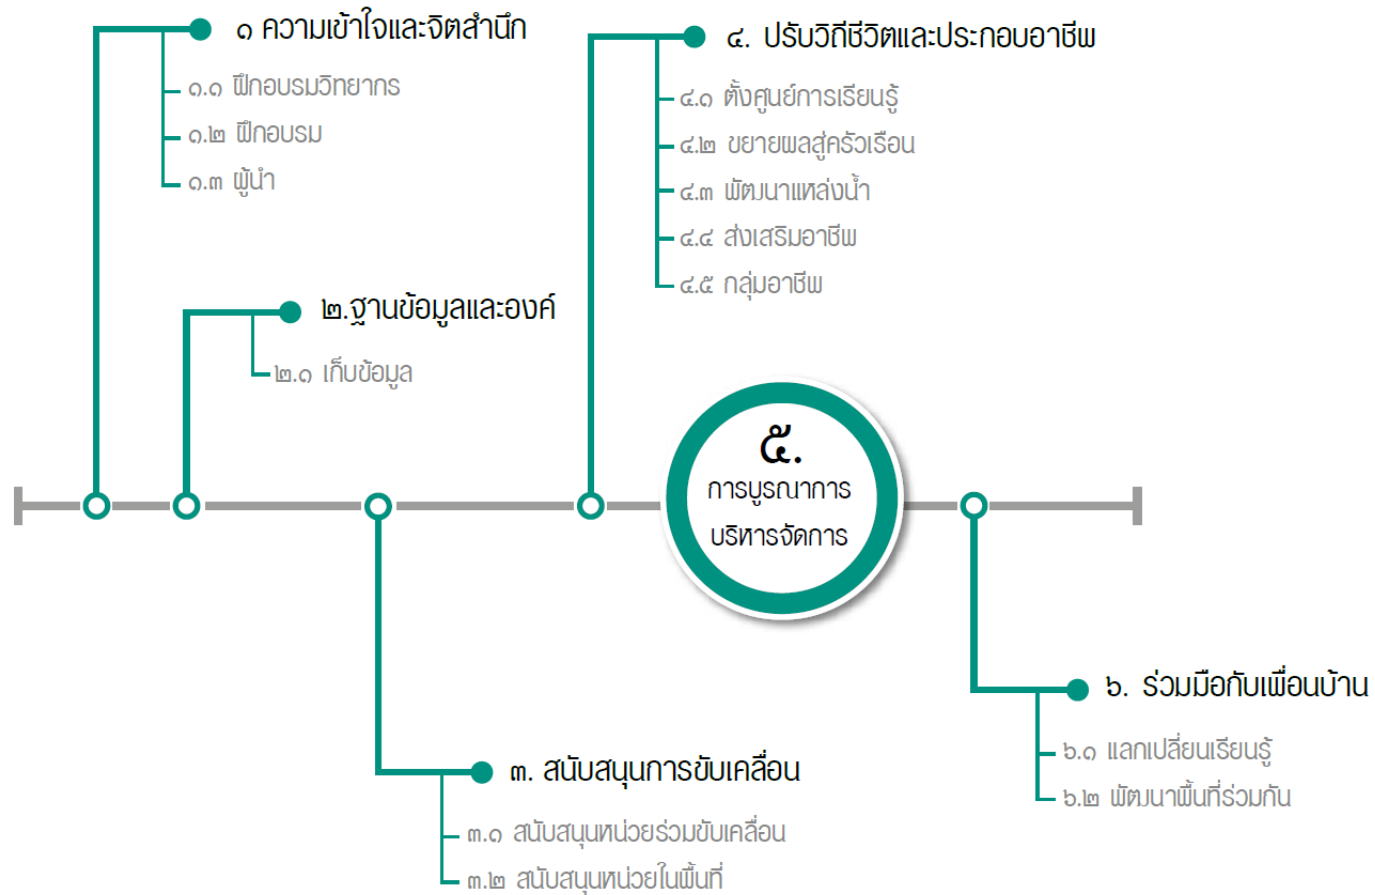 ๑ ความเข้าใจและจิตสำนึก
๑.๑ ฝึกอบรมวิทยากร
๑.๒ ฝึกอบรม
๑.๓ ผู้นำ
๒.ฐานข้อมูลและองค์
๒.๑ เก็บข้อมูล
๓. สนับสนุนการขับเคลื่อน
๓.๑ สนับสนุนหน่วยร่วมขับเคลื่อน
๓.๒ สนับสนุนหน่วยในพื้นที่
๔. ปรับวิถีชีวิตและประกอบอาชีพ
๔.๑ ตั้งศูนย์การเรียนรู้
๔.๒ ขยายผลสู่ครัวเรือน
๔.๓ พัฒนาแหล่งน้ำ
๔.๔ ส่งเสริมอาชีพ
๔.๕ กลุ่มอาชีพ
๕.
การบูรณาการ
บริหารจัดการ
๖. ร่วมมือกับเพื่อนบ้าน
๖.๑ แลกเปลี่ยนเรียนรู้
๖.๒ พัฒนาพื้นที่ร่วมกัน